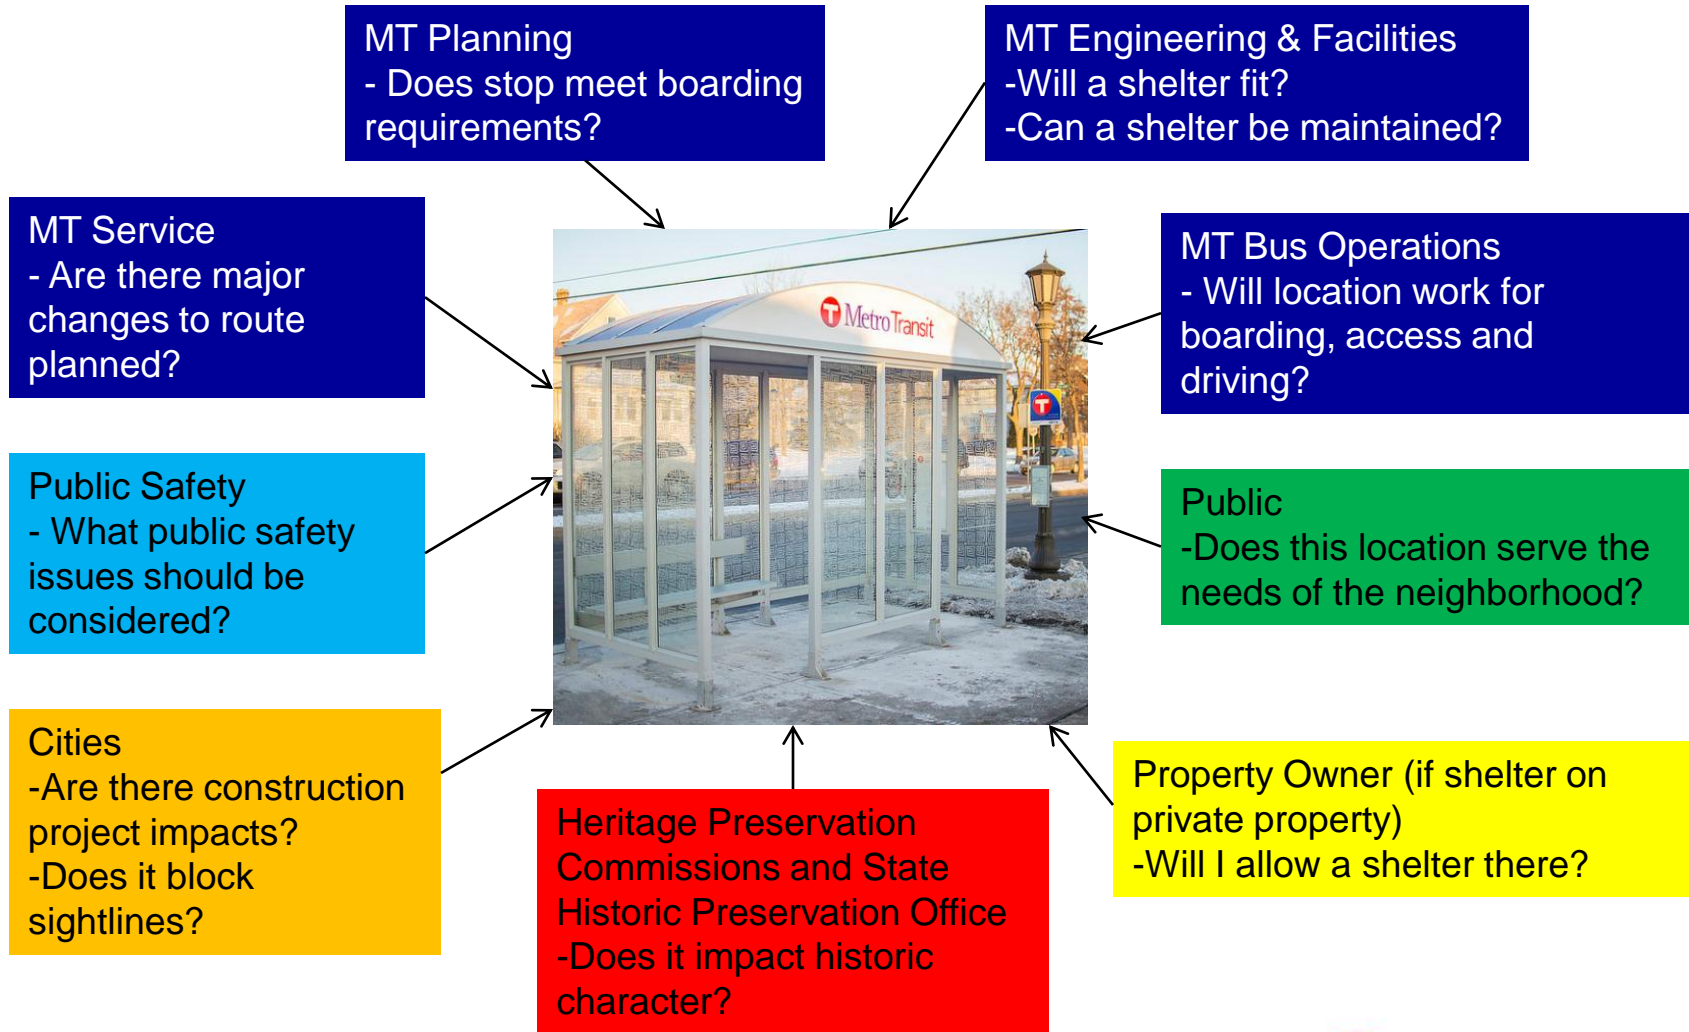 MT Planning
- Does stop meet boarding
requirements?
MT Engineering & Facilities
-Will a shelter fit?
-Can a shelter be maintained?
MT Service
- Are there major
changes to route
planned?
MT Bus Operations
- Will location work for
boarding, access and
driving?
T MetroTransit
T
Public Safety
- What public safety
issues should be
considered?
Public
-Does this location serve the
needs of the neighborhood?
Cities
-Are there construction
project impacts?
-Does it block
sightlines?
Heritage Preservation
Commissions and State
Historic Preservation Office
-Does it impact historic
character?
Property Owner (if shelter on
private property)
-Will I allow a shelter there?